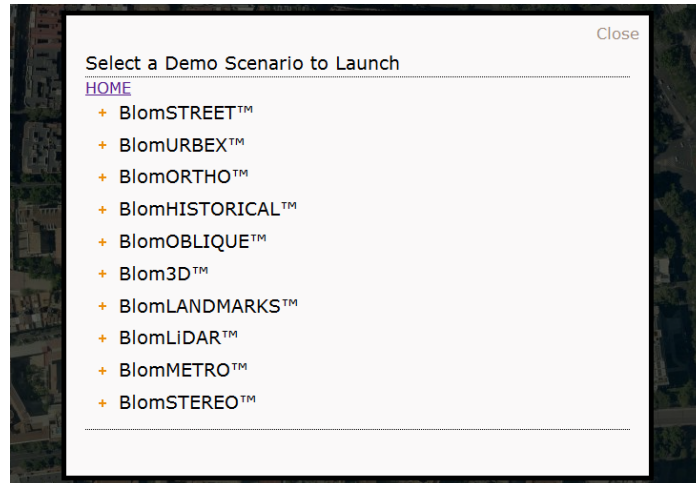 Close
Select a Demo Scenario to Launch
HOME
+ BlomSTREET™
+ BlomURBEX™
+ BlomORTHO™
+ BlomHISTORICAL™
+ BlomOBLIQUE™
+ Blom3D™
+ BlomLANDMARKS™
+ BlomLiDAR™
+ BlomMETRO™
+ BlomSTEREO™